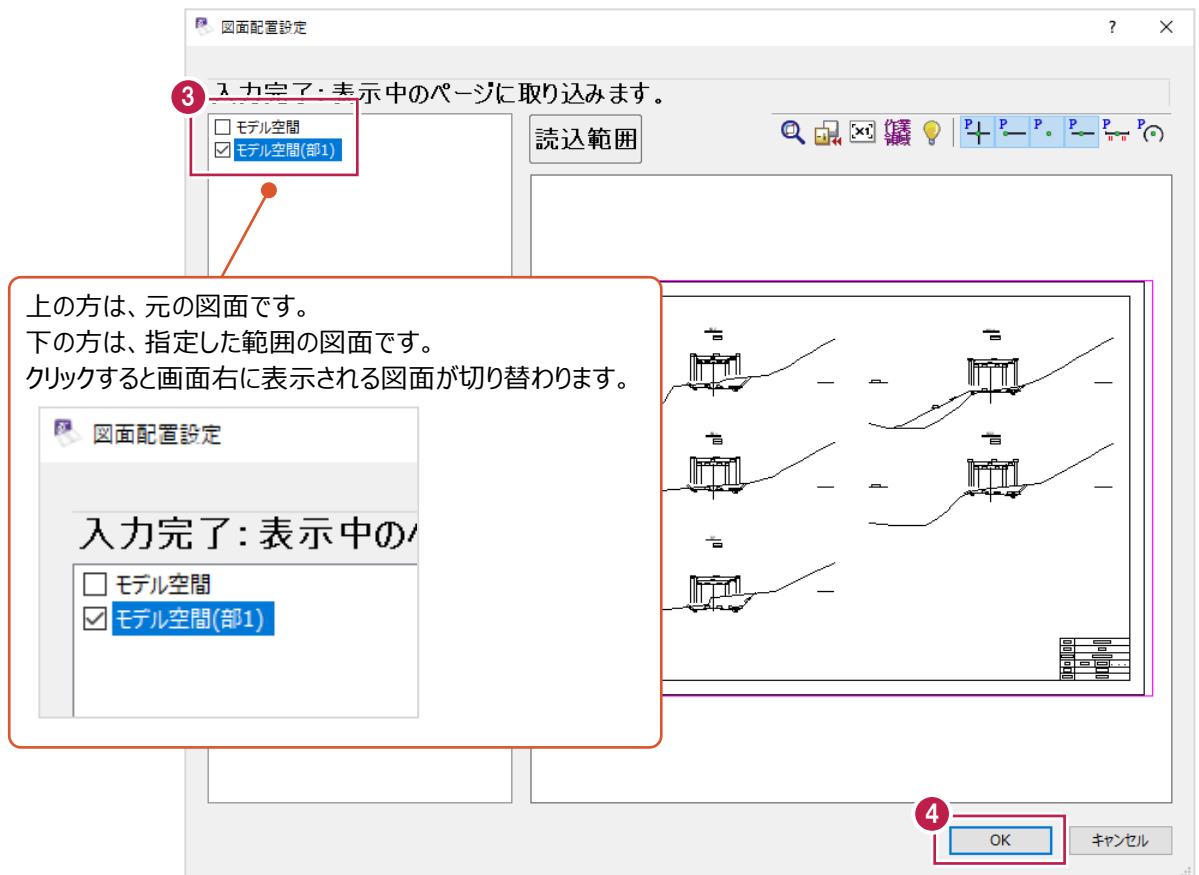 図面配置設定
?
入力完了:表示中のページに取り込みます。
3
モデル空間
モデル空間(部1)
読込範囲
作業
領域
P P P P P P
上の方は、元の図面です。
下の方は、指定した範囲の図面です。
クリックすると画面右に表示される図面が切り替わります。
図面配置設定
入力完了:表示中の
モデル空間
モデル空間(部1)
4
OK
キャンセル